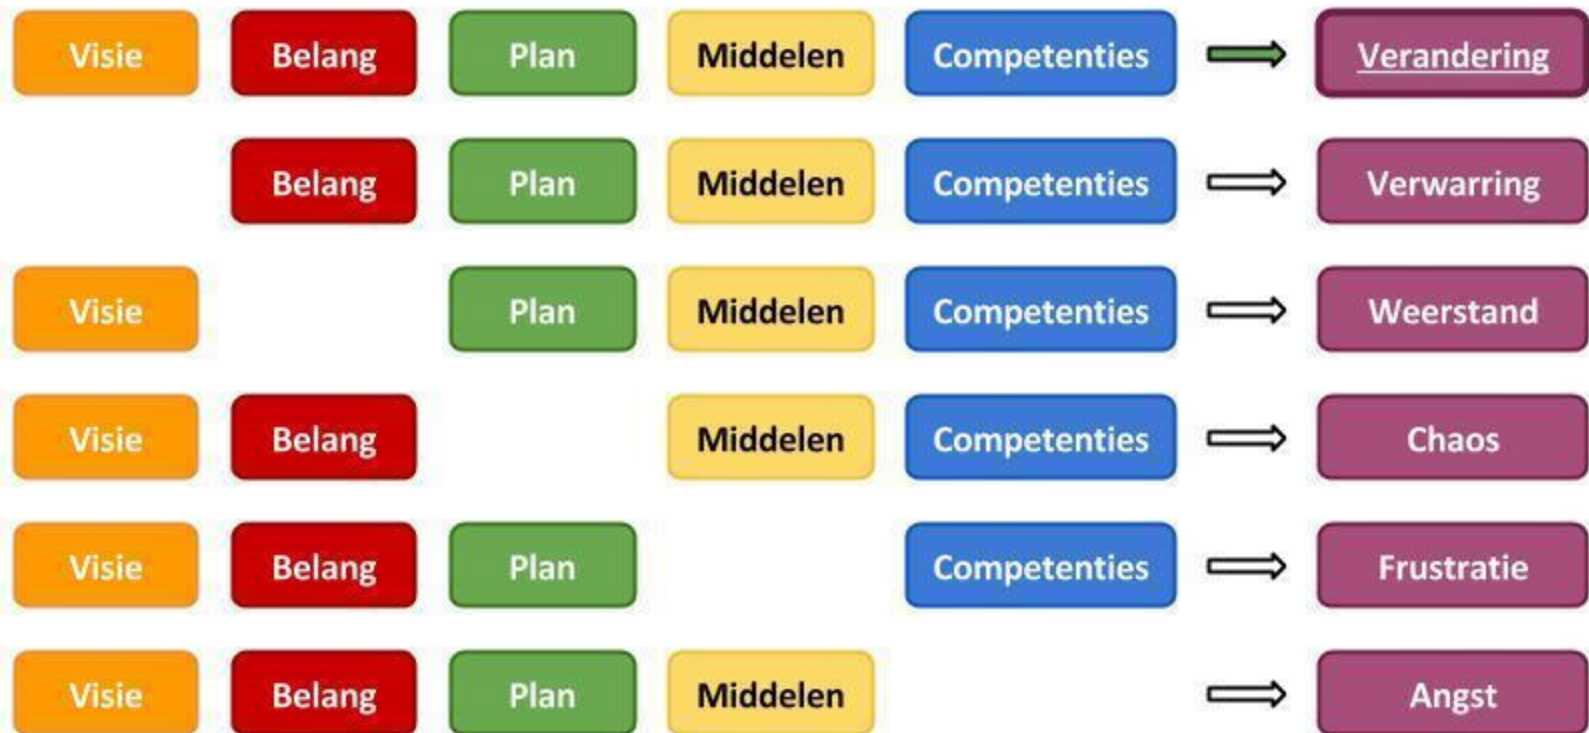 Visie Belang Plan Middelen Competenties Verandering
Belang Plan Middelen Competenties Verwarring
Visie Plan Middelen Competenties Weerstand
Visie Belang Middelen Competenties Chaos
Visie Belang Plan Competenties Frustratie
Visie Belang Plan Middelen Angst